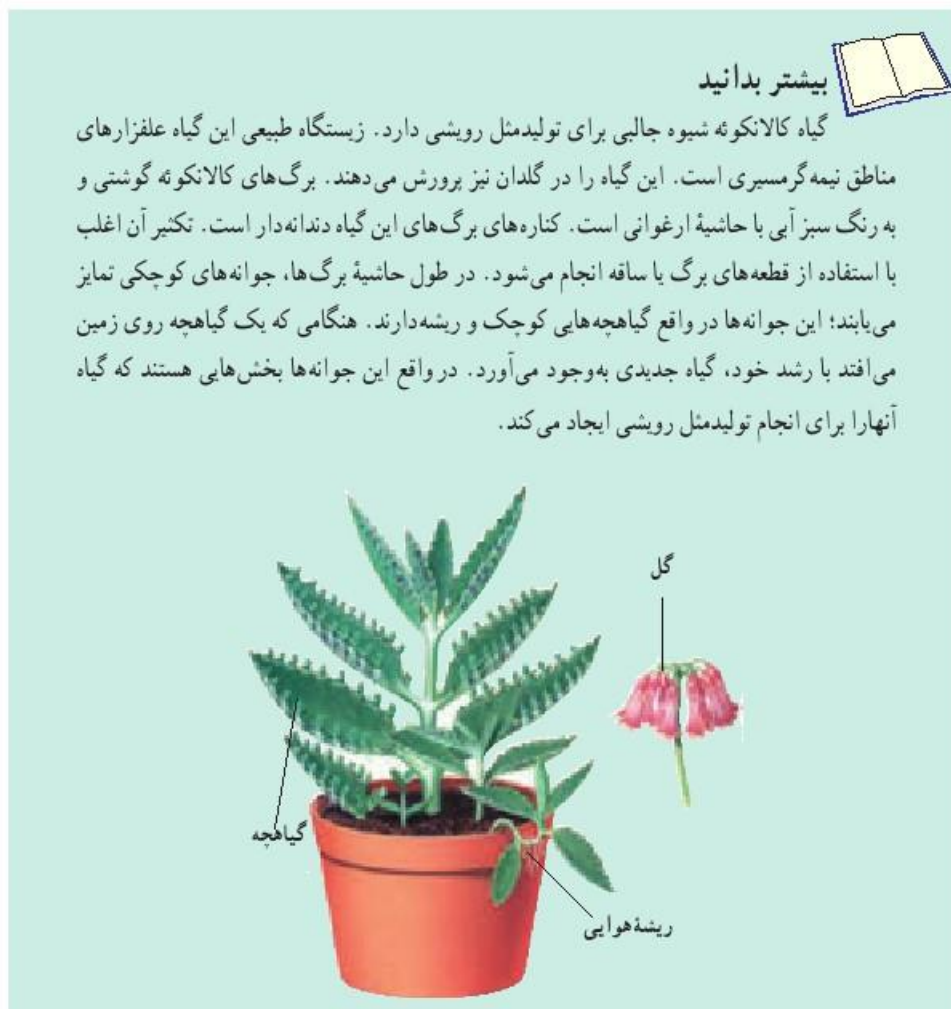 بیشتر بدانید
گیاه کالانکوئه شیوه جالبی برای تولیدمثل رویشی دارد. زیستگاه طبیعی این گیاه علفزارهای
مناطق نیمه‌گرمسیری است. این گیاه را در گلدان نیز پرورش می‌دهند. برگ‌های کالانکوئه گوشتی و
به رنگ سبز آبی با حاشیهٔ ارغوانی است. کناره‌های برگ‌های این گیاه دندانه‌دار است. تکثیر آن اغلب
با استفاده از قطعه‌های برگ یا ساقه انجام می‌شود. در طول حاشیهٔ برگ‌ها، جوانه‌های کوچکی تمایز
می‌یابند؛ این جوانه‌ها در واقع گیاهچه‌هایی کوچک و ریشه‌دارند. هنگامی که یک گیاهچه روی زمین
می‌افتد با رشد خود، گیاه جدیدی به‌وجود می‌آورد. در واقع این جوانه‌ها بخش‌هایی هستند که گیاه
آنهارا برای انجام تولیدمثل رویشی ایجاد می‌کند.
گل
گیاهچه
ریشهٔ‌هوایی